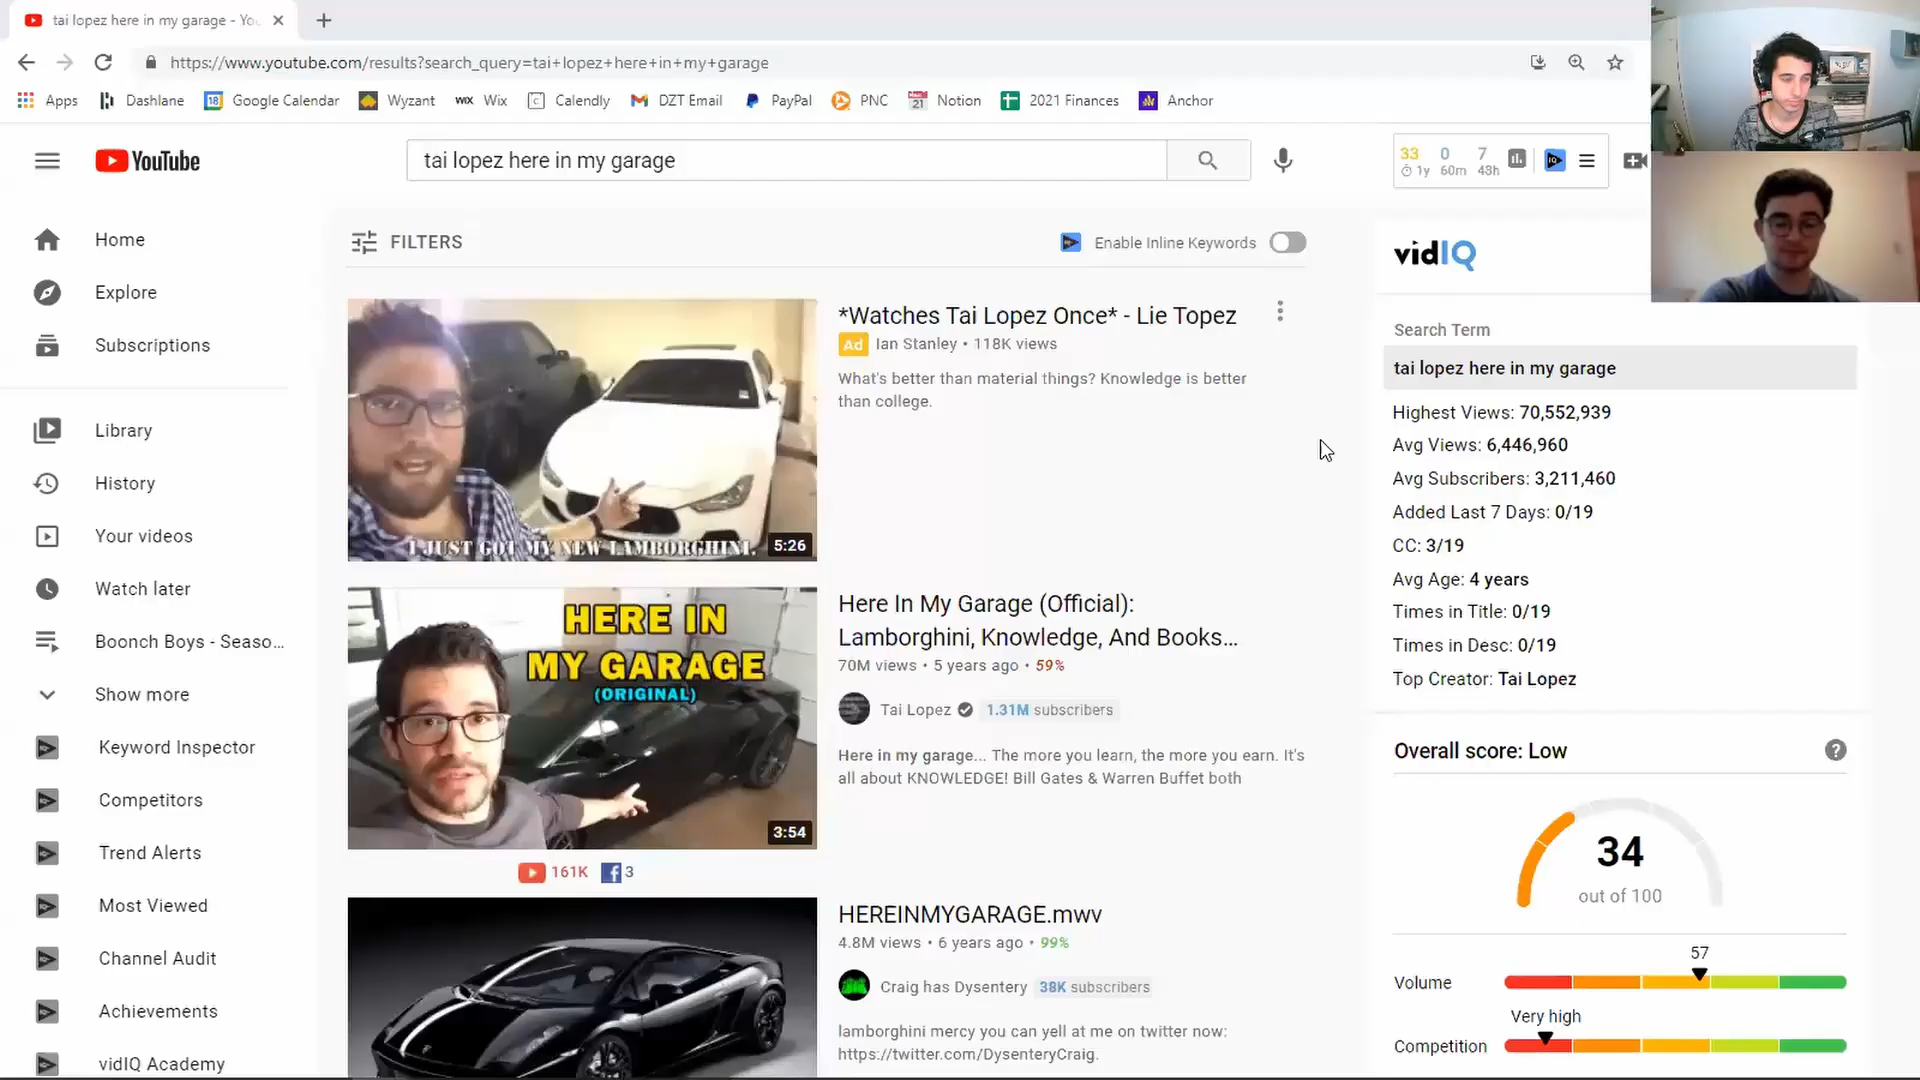 tai lopez here in my garage - Yo
https://www.youtube.com/results?search_query=tai+lopez+here+in+my+garage
Apps Dashlane 18 Google Calendar Wyzant WIX Wix Calendly DZT Email PayPal PNC 21 Notion 2021 Finances Anchor
YouTube
tai lopez here in my garage
33 0 7
1y 60m 48h
Home
Explore
Subscriptions
Library
History
Your videos
Watch later
Boonch Boys - Seaso...
Show more
Keyword Inspector
Competitors
Trend Alerts
Most Viewed
Channel Audit
Achievements
vidIQ Academy
FILTERS
Enable Inline Keywords
I JUST GOT MY NEW LAMBORGHINI.
5:26
*Watches Tai Lopez Once* - Lie Topez
Ad Ian Stanley • 118K views
What's better than material things? Knowledge is better
than college.
HERE IN
MY GARAGE
(ORIGINAL)
3:54
161K 3
Here In My Garage (Official):
Lamborghini, Knowledge, And Books...
70M views • 5 years ago • 59%
Tai Lopez 1.31M subscribers
Here in my garage... The more you learn, the more you earn. It's
all about KNOWLEDGE! Bill Gates & Warren Buffet both
HEREINMYGARAGE.mwv
4.8M views • 6 years ago • 99%
Craig has Dysentery 38K subscribers
lamborghini mercy you can yell at me on twitter now:
https://twitter.com/DysenteryCraig.
vidIQ
Search Term
tai lopez here in my garage
Highest Views: 70,552,939
Avg Views: 6,446,960
Avg Subscribers: 3,211,460
Added Last 7 Days: 0/19
CC: 3/19
Avg Age: 4 years
Times in Title: 0/19
Times in Desc: 0/19
Top Creator: Tai Lopez
Overall score: Low
?
34
out of 100
57
Volume
Very high
Competition